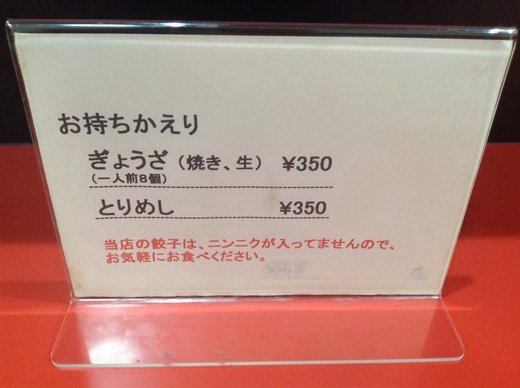 お持ちかえり
ぎょうざ（焼き、生） ¥350
（一人前8個）
とりめし ¥350
当店の餃子は、ニンニクが入ってませんので、
お気軽にお食べください。